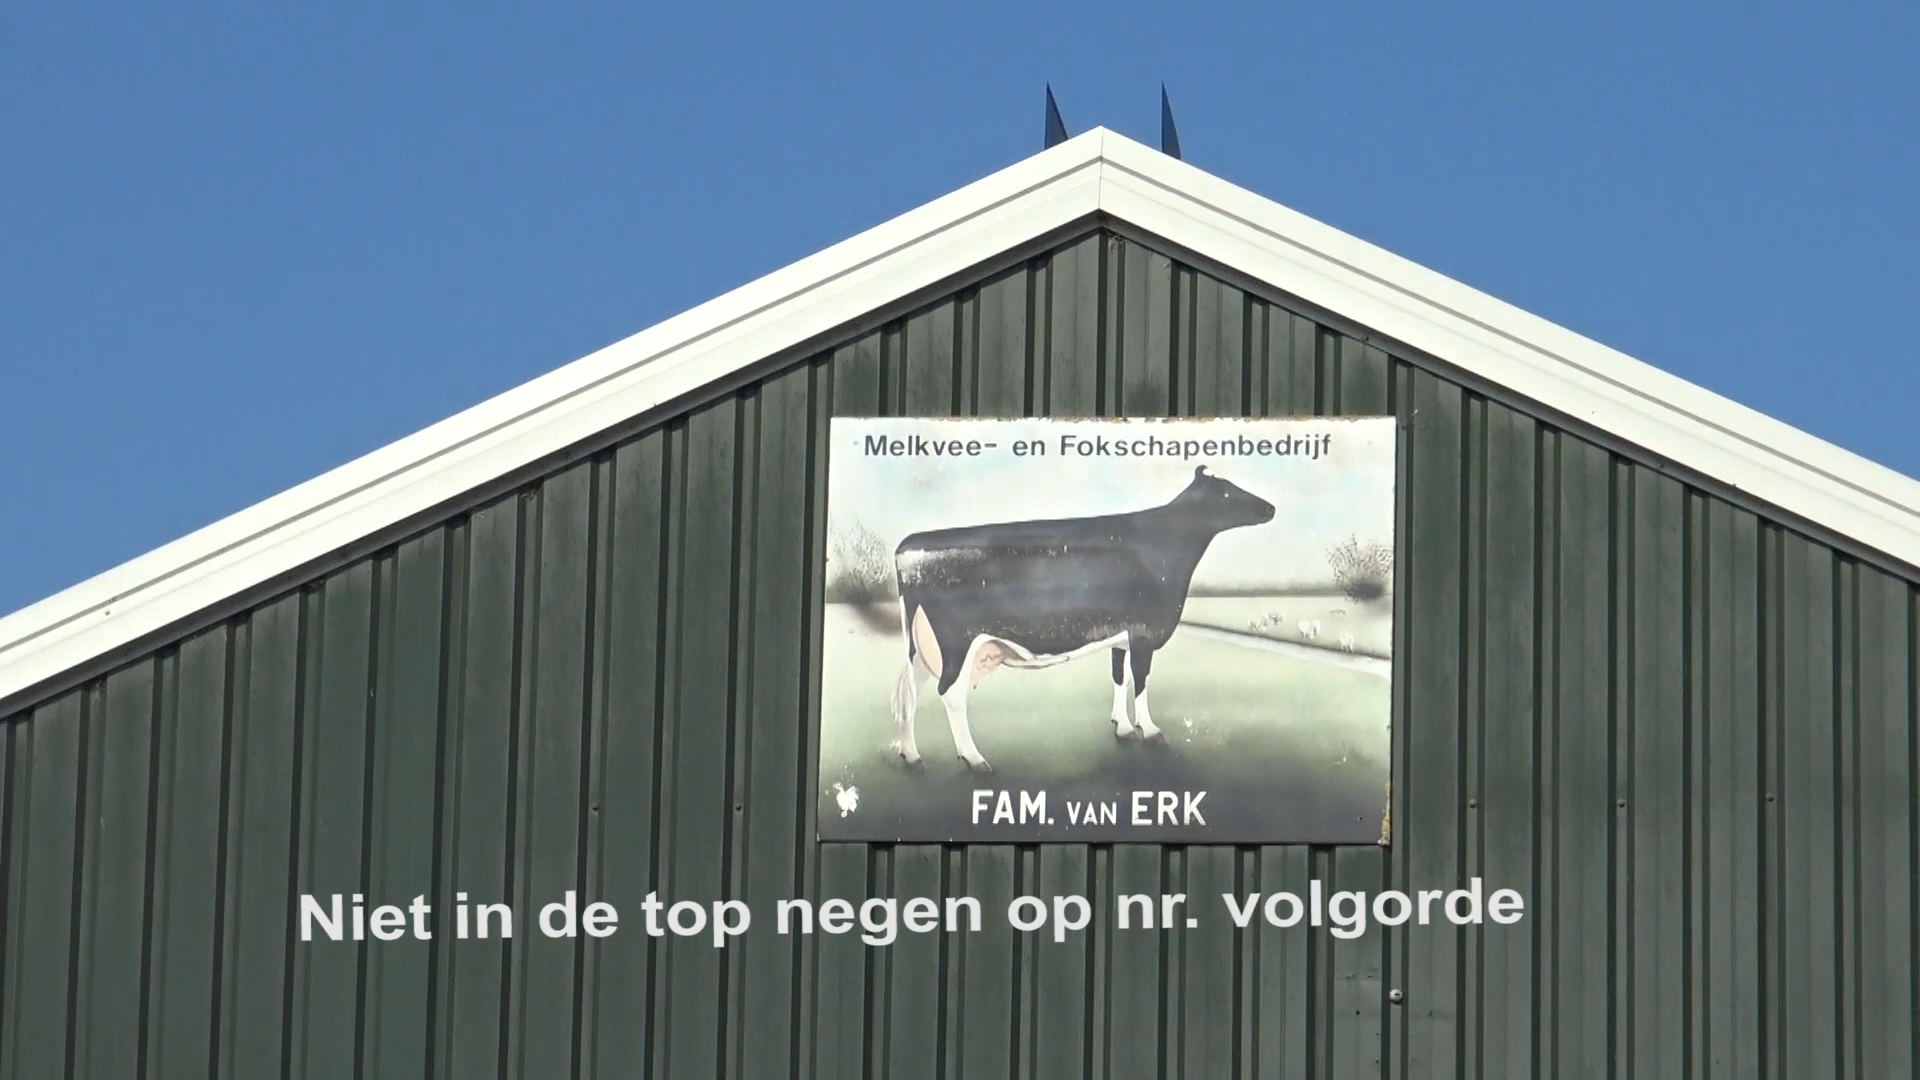 Melkvee- en Fokschapenbedrijf
FAM. VAN ERK
Niet in de top negen op nr. volgorde